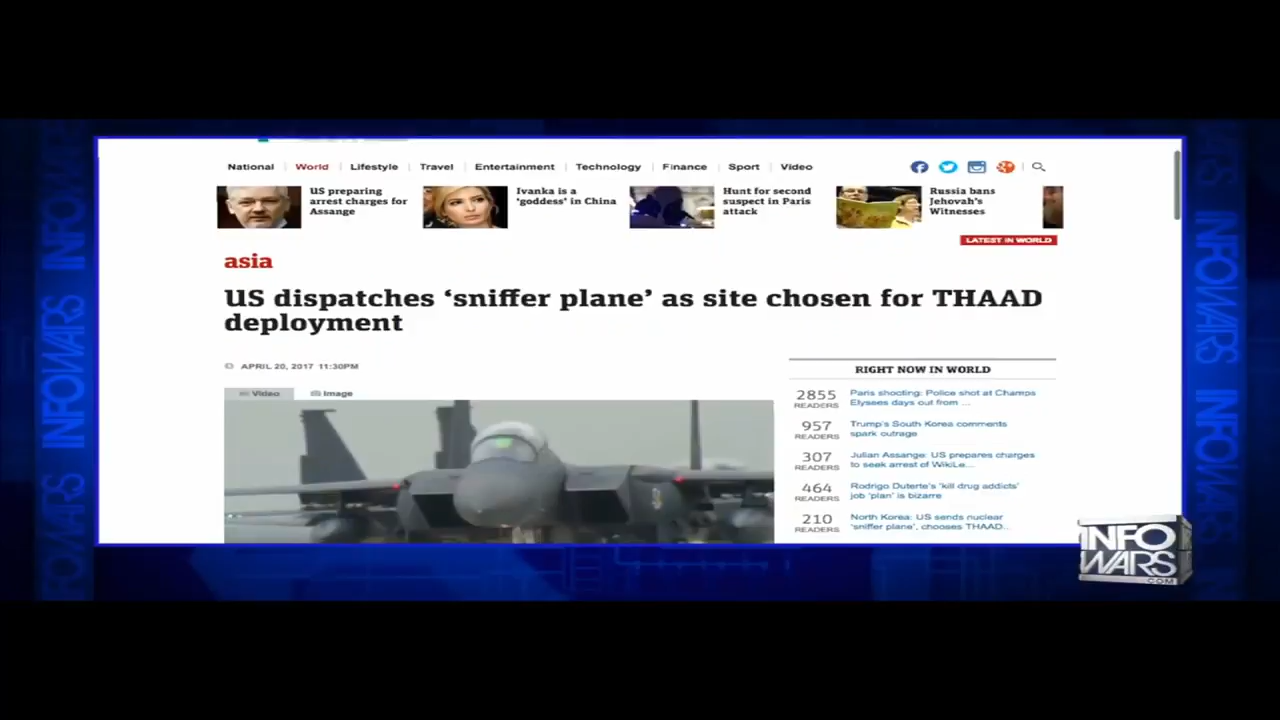 National
World
Lifestyle
Travel
Entertainment
Technology
Finance
Sport
Video
US preparing
arrest charges for
Assange
Ivanka is a
‘goddess’ in China
Hunt for second
suspect in Paris
attack
Russia bans
Jehovah's
Witnesses
LATEST IN WORLD
asia
US dispatches ‘sniffer plane’ as site chosen for THAAD
deployment
APRIL 20, 2017 11:30PM
Video
Image
RIGHT NOW IN WORLD
2855
READERS
Paris shooting: Police shot at Champs
Elysees days out from ...
957
READERS
Trump's South Korea comments
spark outrage
307
READERS
Julian Assange: US prepares charges
to seek arrest of WikiLe...
464
READERS
Rodrigo Duterte's ‘kill drug addicts’
job ‘plan’ is bizarre
210
READERS
North Korea: US sends nuclear
‘sniffer plane’, chooses THAAD...
INFOWARS
INFOWARS
INFOWARS
INFOWARS
INFO
WARS
.COM